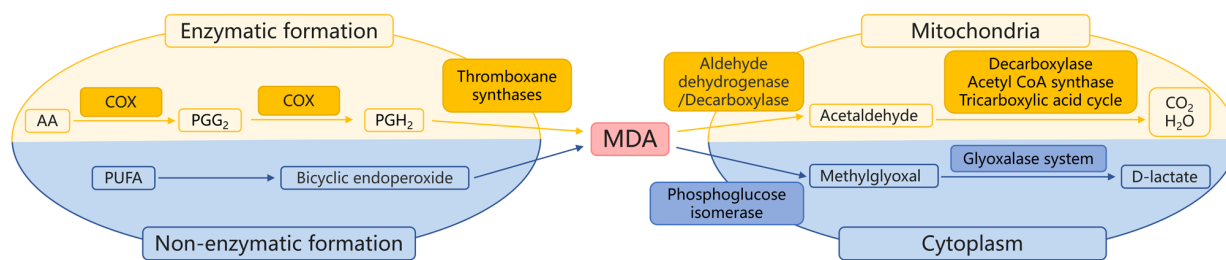 Enzymatic formation
Mitochondria
Thromboxane
synthases
COX
COX
AA
PGG₂
PGH₂
PUFA
Bicyclic endoperoxide
Non-enzymatic formation
MDA
Aldehyde
dehydrogenase
/Decarboxylase
Decarboxylase
Acetyl CoA synthase
Tricarboxylic acid cycle
Acetaldehyde
CO₂
H₂O
Phosphoglucose
isomerase
Methylglyoxal
Glyoxalase system
D-lactate
Cytoplasm